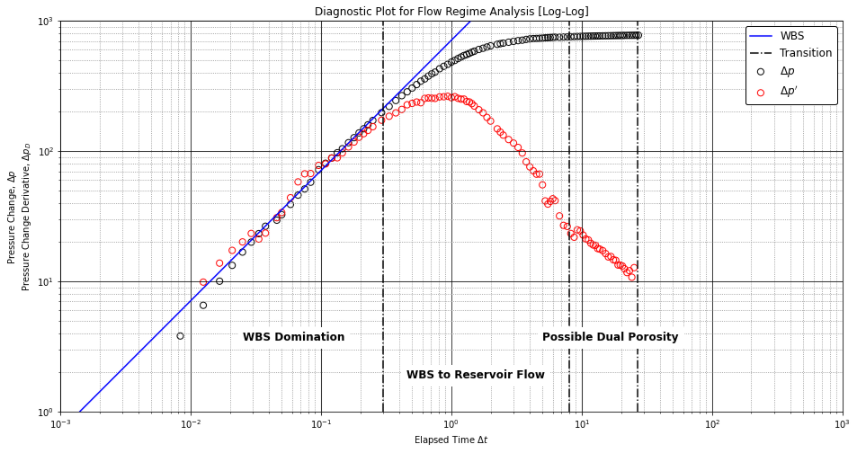 Diagnostic Plot for Flow Regime Analysis [Log-Log]
Pressure Change, Δp
Pressure Change Derivative, Δp_D
10³
10²
10¹
10⁰
WBS
Transition
Δp
Δp'
WBS Domination
Possible Dual Porosity
WBS to Reservoir Flow
10⁻³ 10⁻² 10⁻¹ 10⁰ 10¹ 10² 10³
Elapsed Time Δt